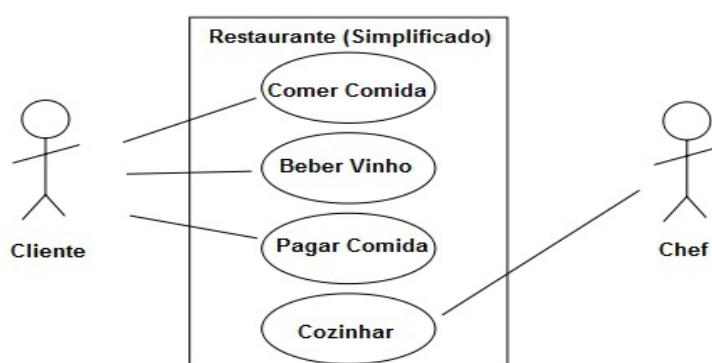 Restaurante (Simplificado)
Comer Comida
Beber Vinho
Pagar Comida
Cozinhar
Cliente
Chef